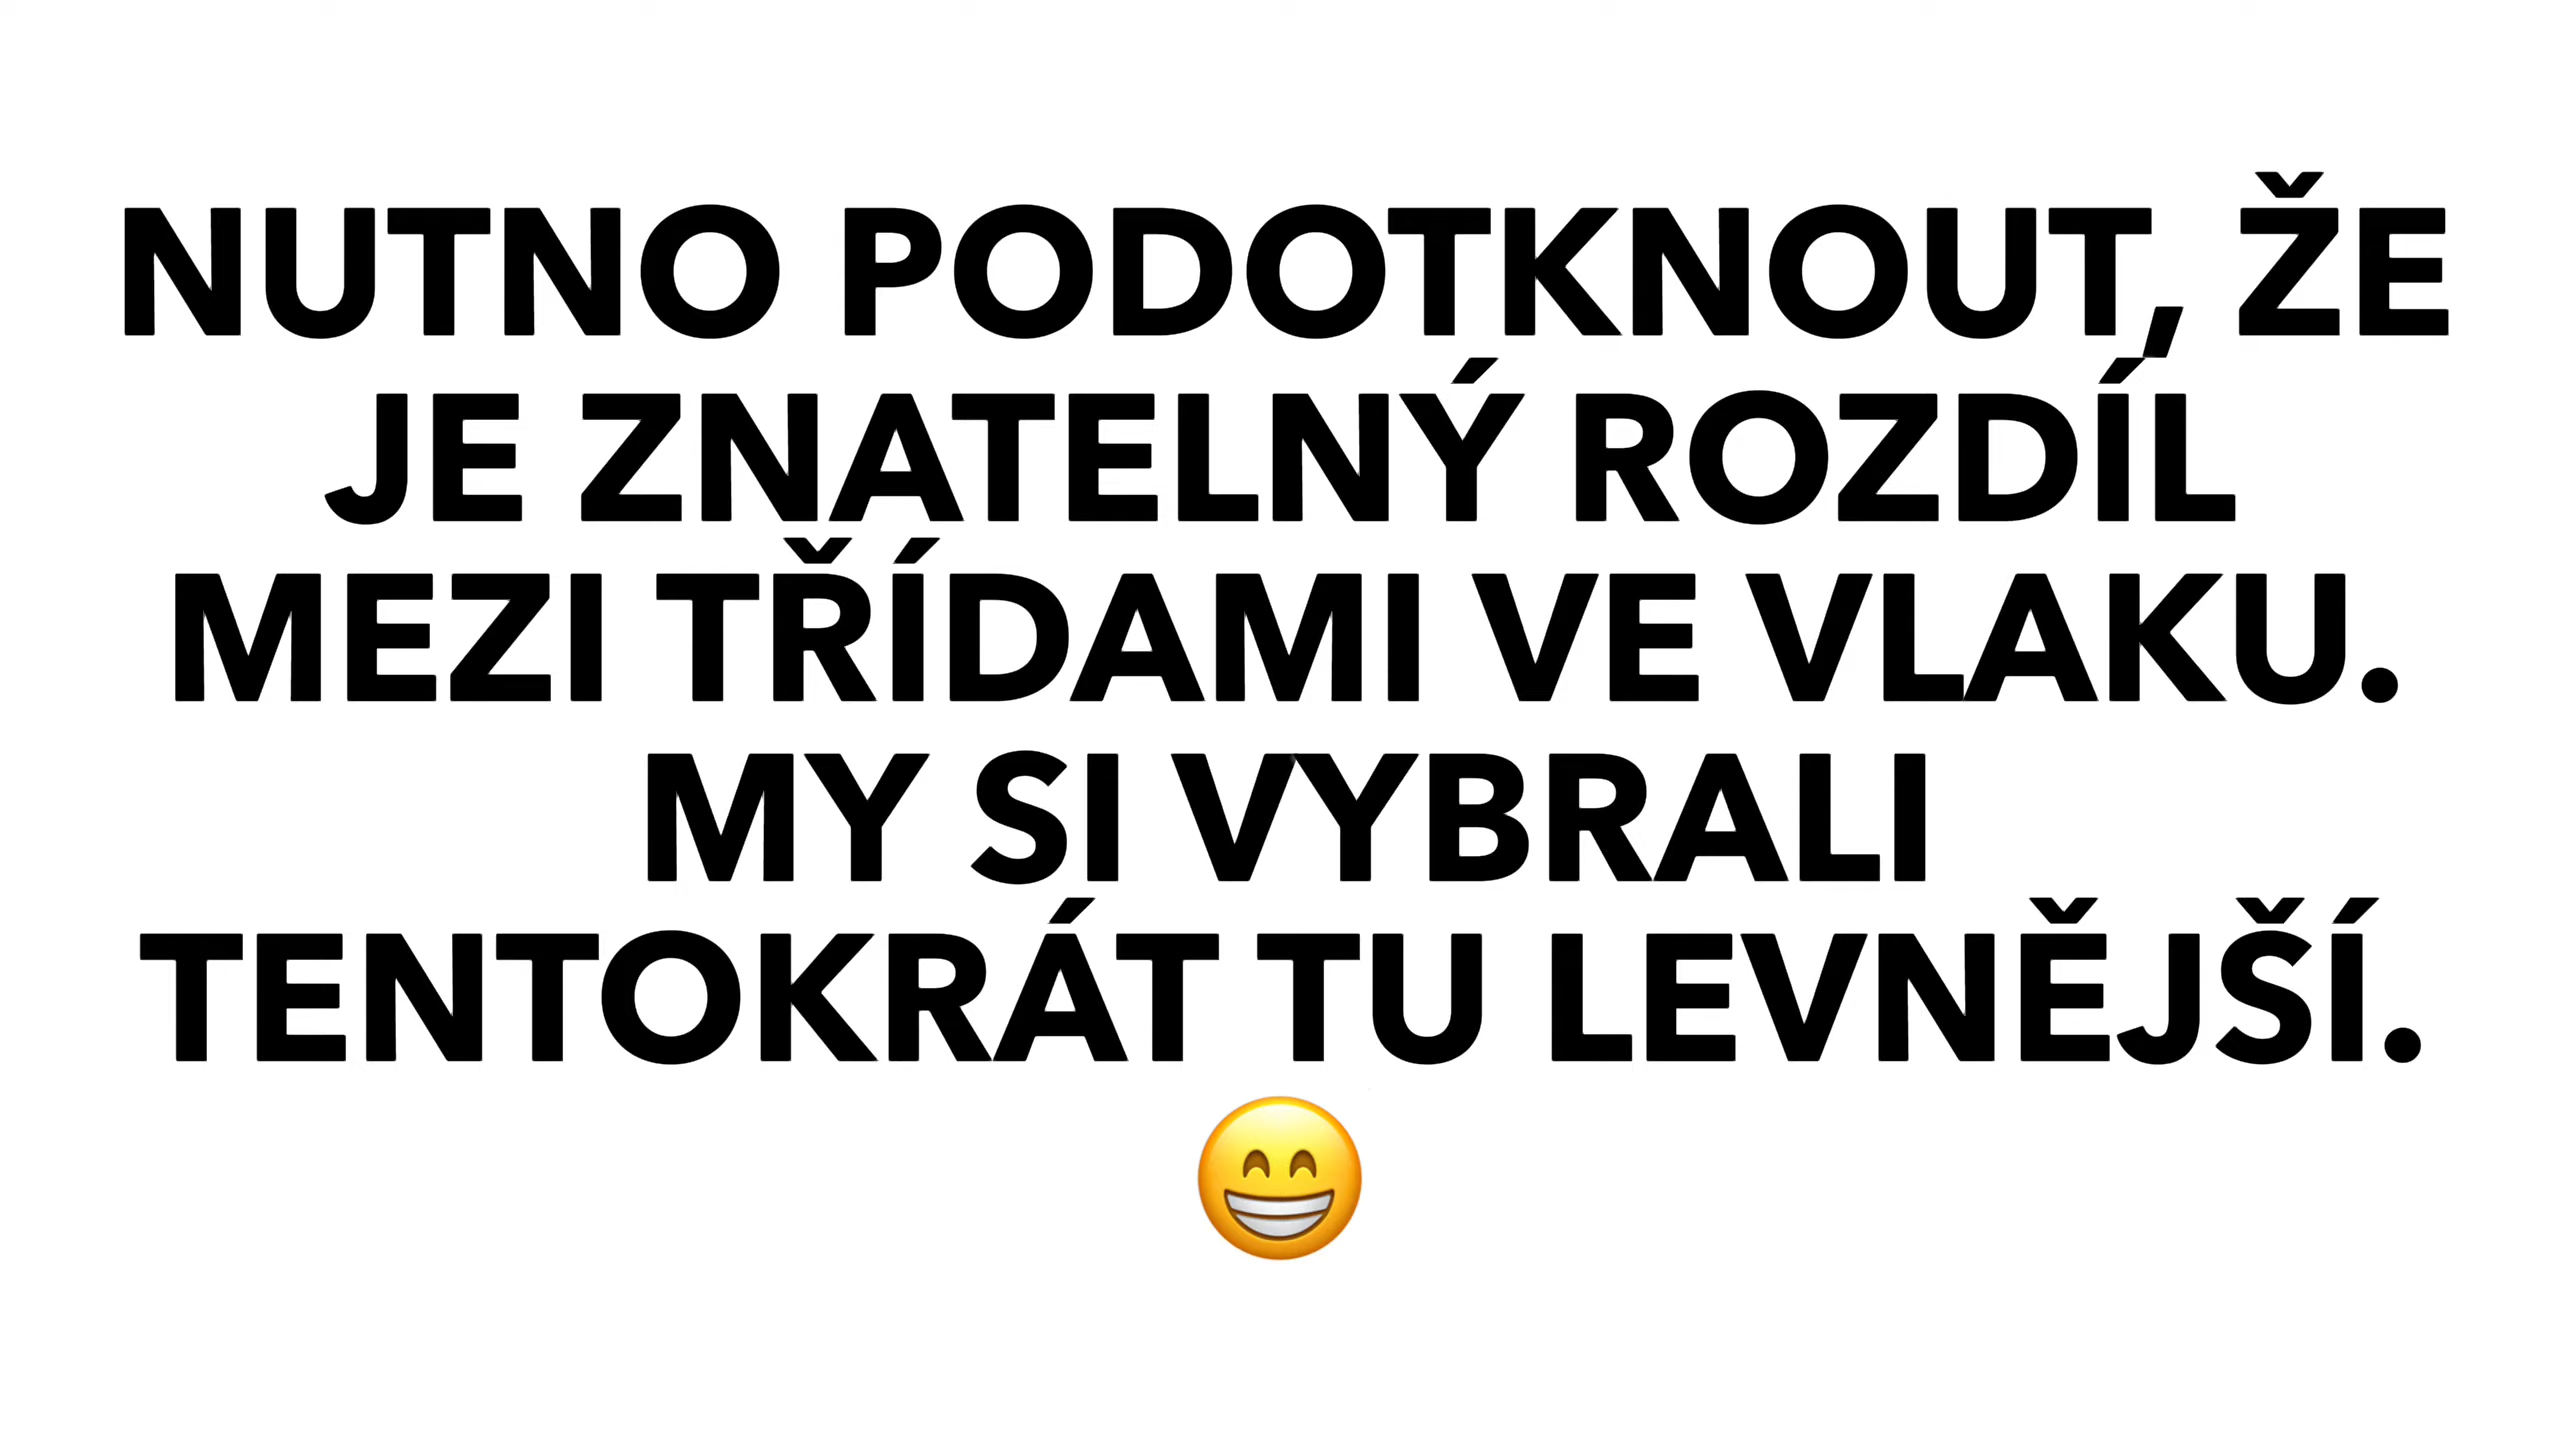 NUTNO PODOTKNOUT, ŽE
JE ZNATELNÝ ROZDÍL
MEZI TŘÍDAMI VE VLAKU.
MY SI VYBRALI
TENTOKRÁT TU LEVNĚJŠÍ.
😁